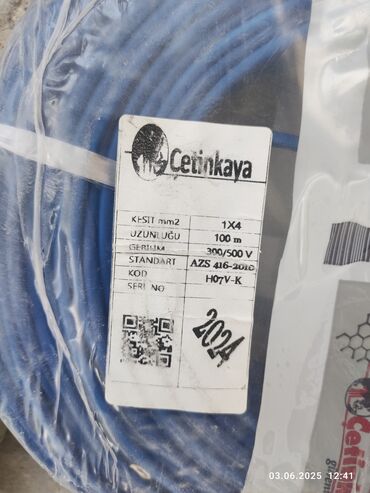 Çetinkaya
KESİT mm2 1X4
UZUNLUĞU 100 m
GERİLİM 300/500 V
STANDART AZS 416-2010
KOD H07V-K
SERİ NO
2024
03.06.2025 12:41